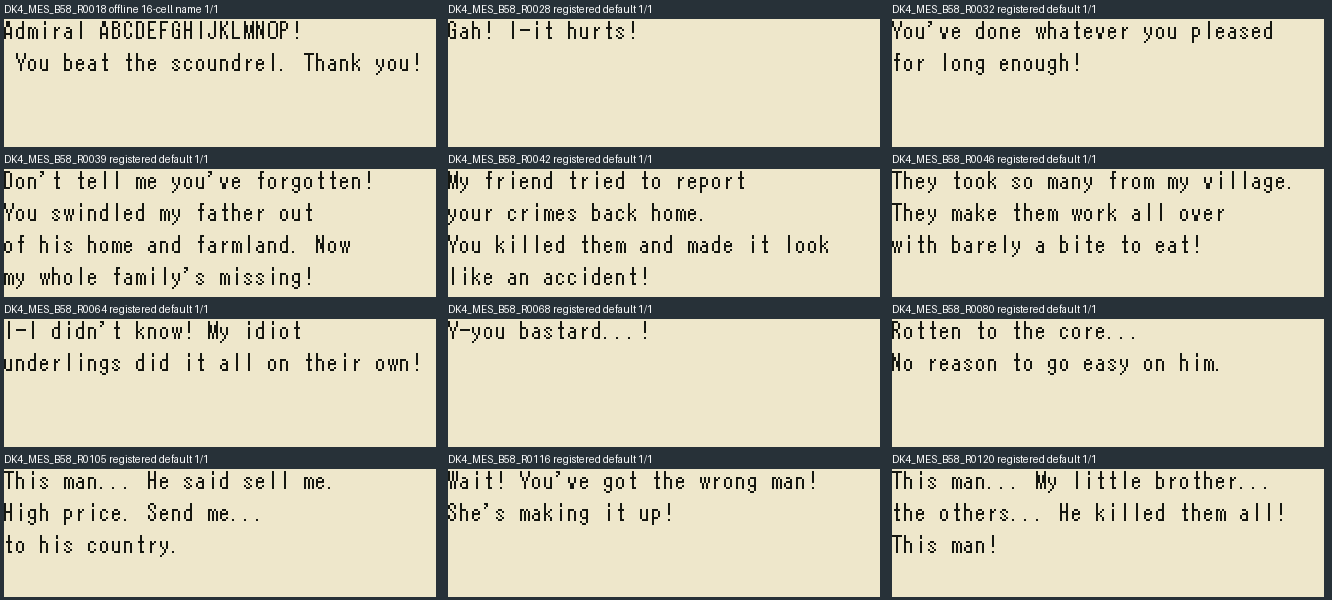 DK4_MES_B58_R0018 offline 16-cell name 1/1
Admiral ABCDEFGHIJKLMNOP!
You beat the scoundrel. Thank you!
DK4_MES_B58_R0028 registered default 1/1
Gah! I-it hurts!
DK4_MES_B58_R0032 registered default 1/1
You've done whatever you pleased
for long enough!
DK4_MES_B58_R0039 registered default 1/1
Don't tell me you've forgotten!
You swindled my father out
of his home and farmland. Now
my whole family's missing!
DK4_MES_B58_R0042 registered default 1/1
My friend tried to report
your crimes back home.
You killed them and made it look
like an accident!
DK4_MES_B58_R0046 registered default 1/1
They took so many from my village.
They make them work all over
with barely a bite to eat!
DK4_MES_B58_R0064 registered default 1/1
I-I didn't know! My idiot
underlings did it all on their own!
DK4_MES_B58_R0068 registered default 1/1
Y-you bastard...!
DK4_MES_B58_R0080 registered default 1/1
Rotten to the core...
No reason to go easy on him.
DK4_MES_B58_R0105 registered default 1/1
This man... He said sell me.
High price. Send me...
to his country.
DK4_MES_B58_R0116 registered default 1/1
Wait! You've got the wrong man!
She's making it up!
DK4_MES_B58_R0120 registered default 1/1
This man... My little brother...
the others... He killed them all!
This man!